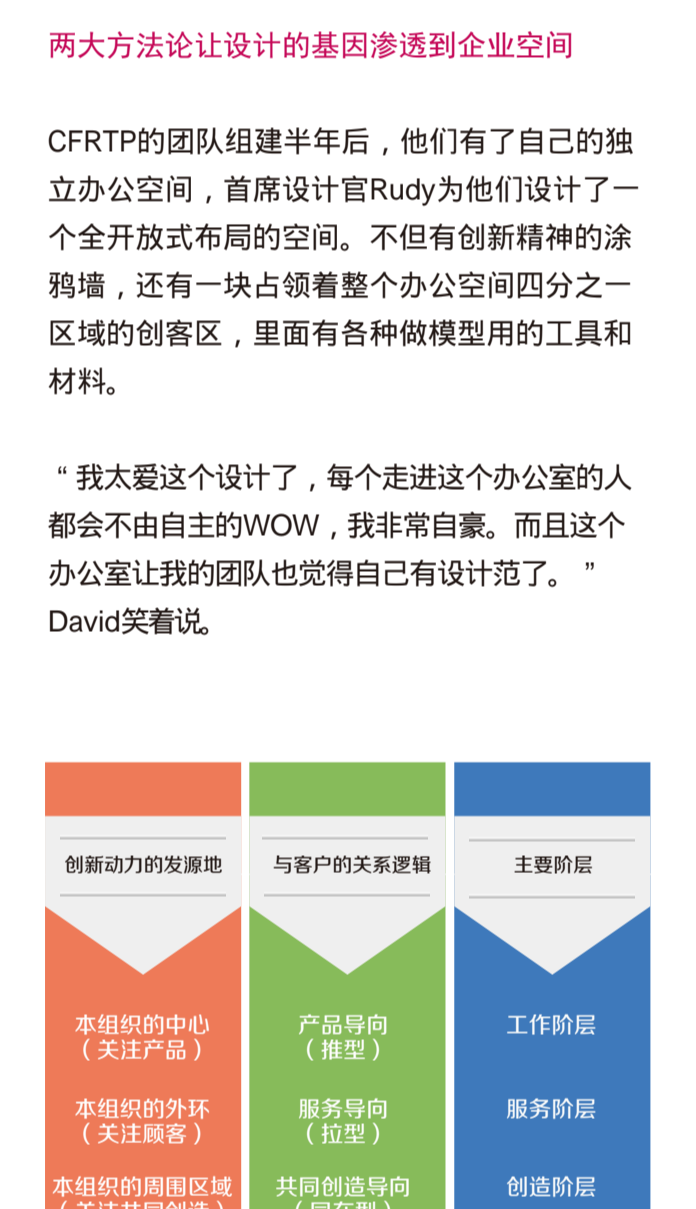 两大方法论让设计的基因渗透到企业空间
CFRTP的团队组建半年后，他们有了自己的独
立办公空间，首席设计官Rudy为他们设计了一
个全开放式布局的空间。不但有创新精神的涂
鸦墙，还有一块占领着整个办公空间四分之一
区域的创客区，里面有各种做模型用的工具和
材料。
“ 我太爱这个设计了，每个走进这个办公室的人
都会不由自主的WOW，我非常自豪。而且这个
办公室让我的团队也觉得自己有设计范了。 ”
David笑着说。
创新动力的发源地
本组织的中心
（关注产品）
本组织的外环
（关注顾客）
本组织的周围区域
（关注共同创造）
与客户的关系逻辑
产品导向
（推型）
服务导向
（拉型）
共同创造导向
主要阶层
工作阶层
服务阶层
创造阶层